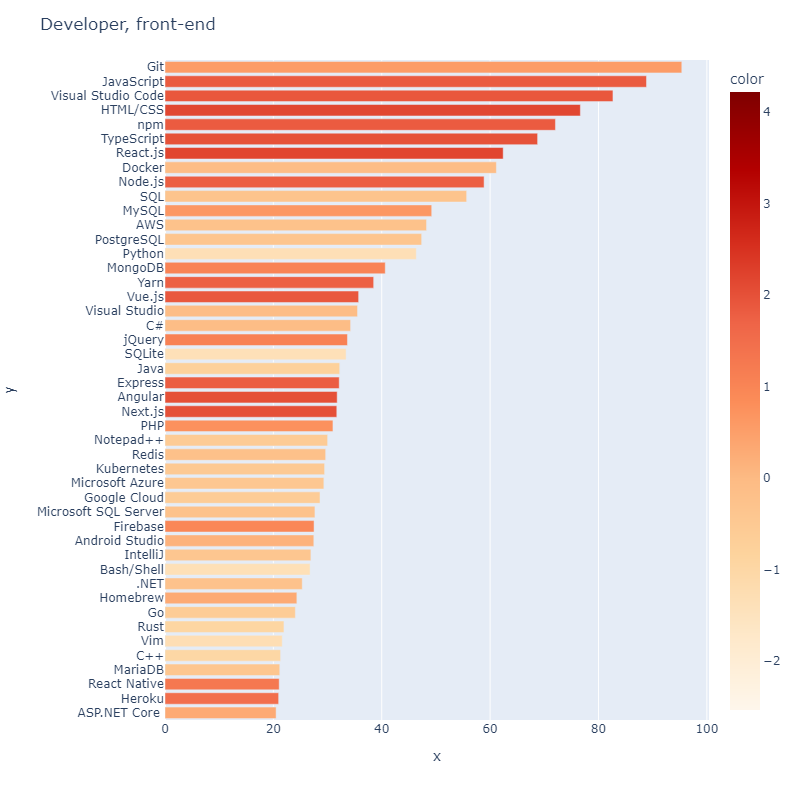 Developer, front-end
Git
JavaScript
Visual Studio Code
HTML/CSS
npm
TypeScript
React.js
Docker
Node.js
SQL
MySQL
AWS
PostgreSQL
Python
MongoDB
Yarn
Vue.js
Visual Studio
C#
jQuery
SQLite
Java
Express
Angular
Next.js
PHP
Notepad++
Redis
Kubernetes
Microsoft Azure
Google Cloud
Microsoft SQL Server
Firebase
Android Studio
IntelliJ
Bash/Shell
.NET
Homebrew
Go
Rust
Vim
C++
MariaDB
React Native
Heroku
ASP.NET Core
y
0 20 40 60 80 100
x
color
4
3
2
1
0
−1
−2